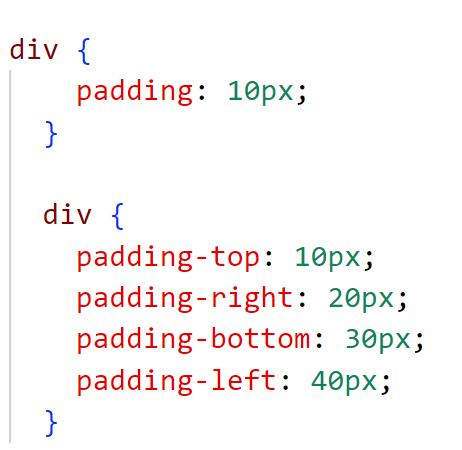 div {
    padding: 10px;
  }

  div {
    padding-top: 10px;
    padding-right: 20px;
    padding-bottom: 30px;
    padding-left: 40px;
  }